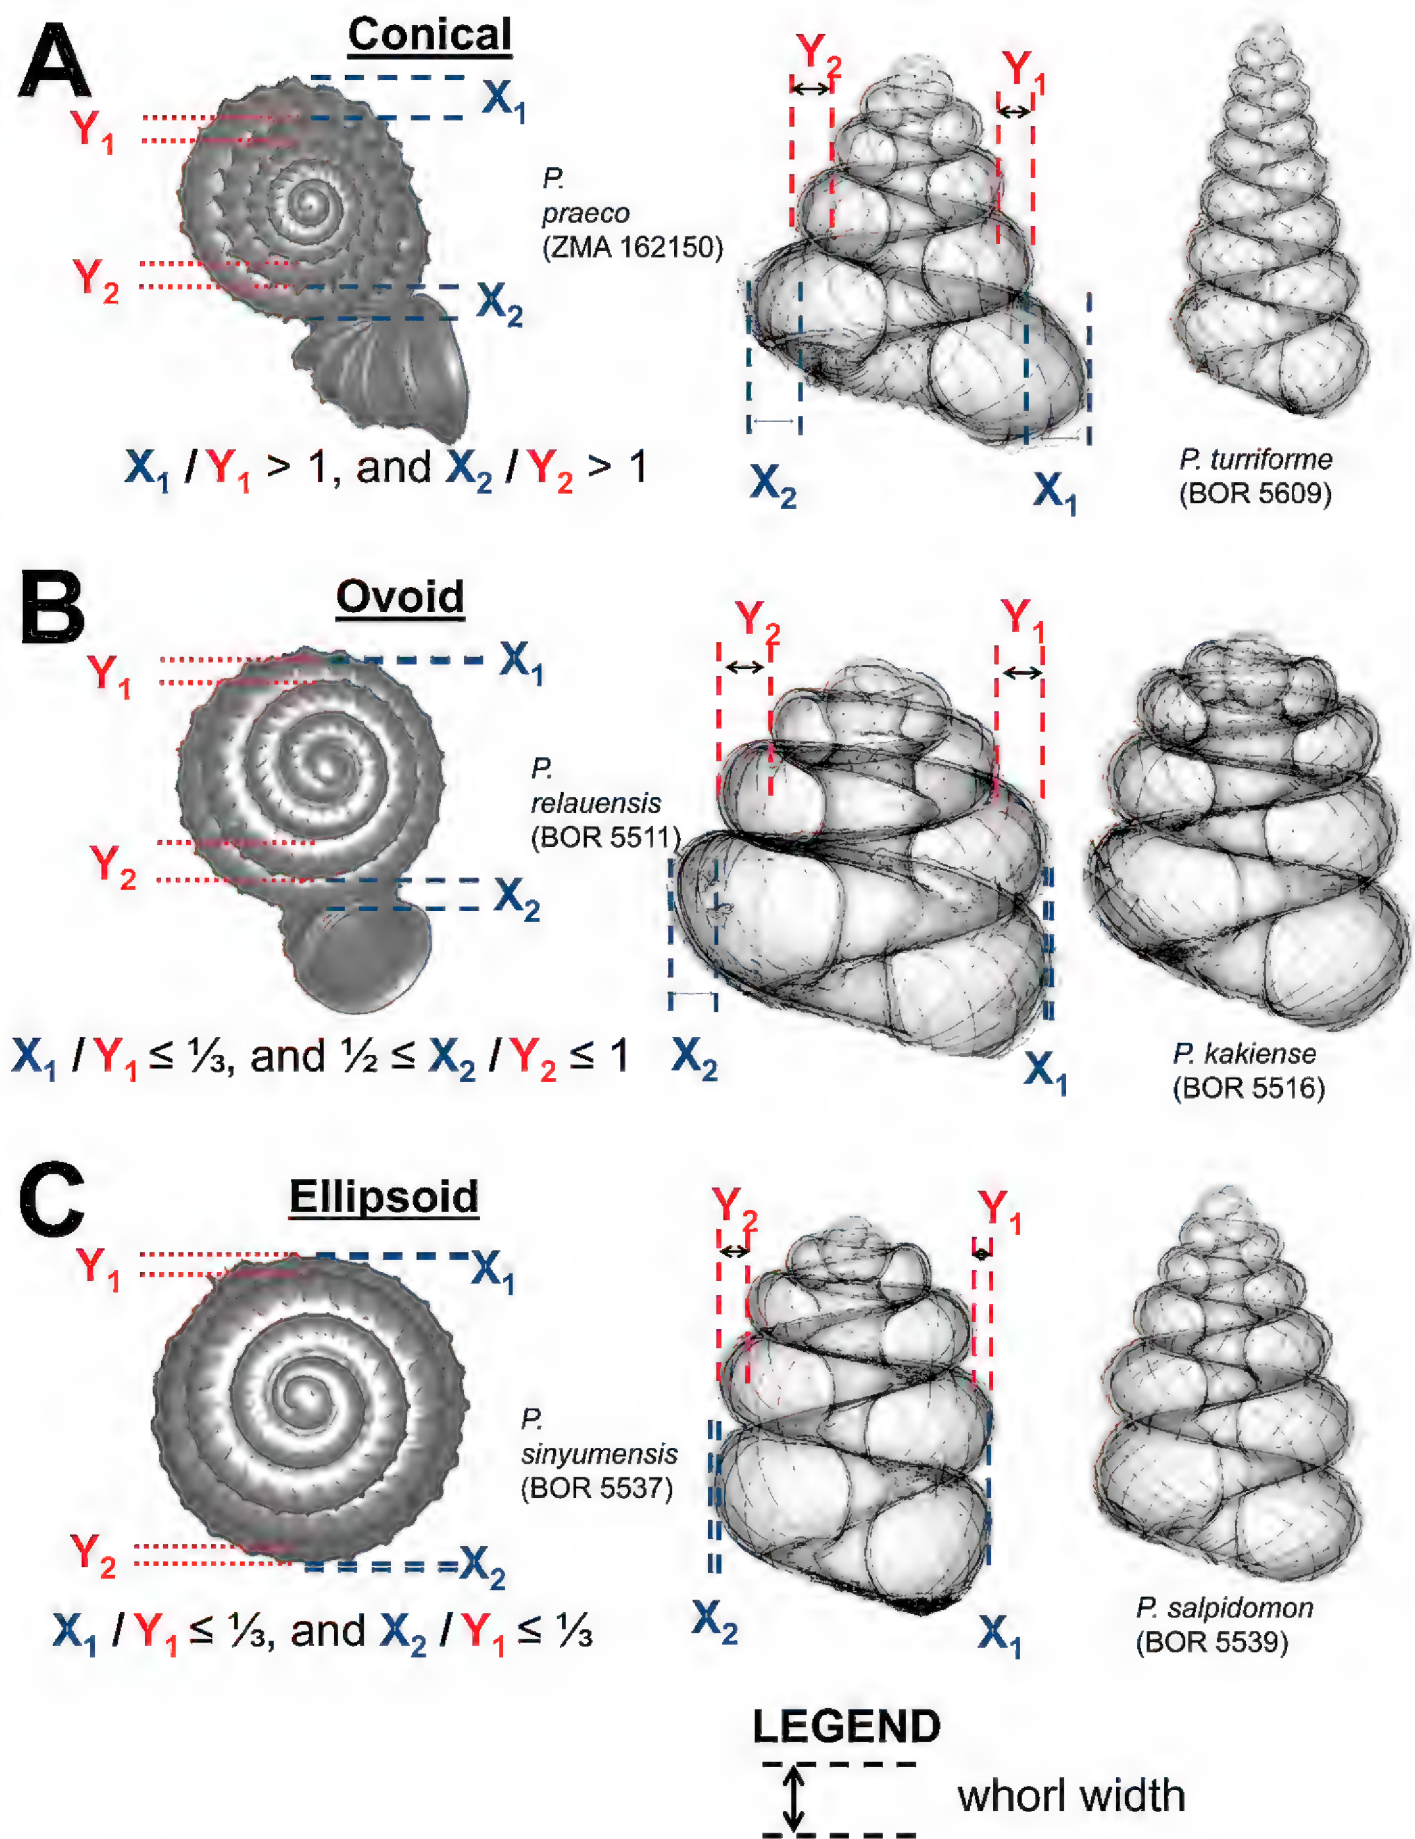 A
Conical
X1
Y1
Y2
X2
P.
praeco
(ZMA 162150)
X1 / Y1 > 1, and X2 / Y2 > 1
Y2
Y1
X2
X1
P. turriforme
(BOR 5609)
B
Ovoid
Y1
X1
Y2
X2
P.
relauensis
(BOR 5511)
X1 / Y1 ≤ ⅓, and ½ ≤ X2 / Y2 ≤ 1
Y2
Y1
X2
X1
P. kakiense
(BOR 5516)
C
Ellipsoid
Y1
X1
Y2
X2
P.
sinyumensis
(BOR 5537)
X1 / Y1 ≤ ⅓, and X2 / Y1 ≤ ⅓
Y2
Y1
X2
X1
P. salpidomon
(BOR 5539)
LEGEND
whorl width